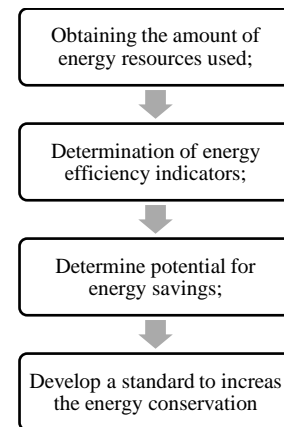 Obtaining the amount of
energy resources used;
Determination of energy
efficiency indicators;
Determine potential for
energy savings;
Develop a standard to increas
the energy conservation